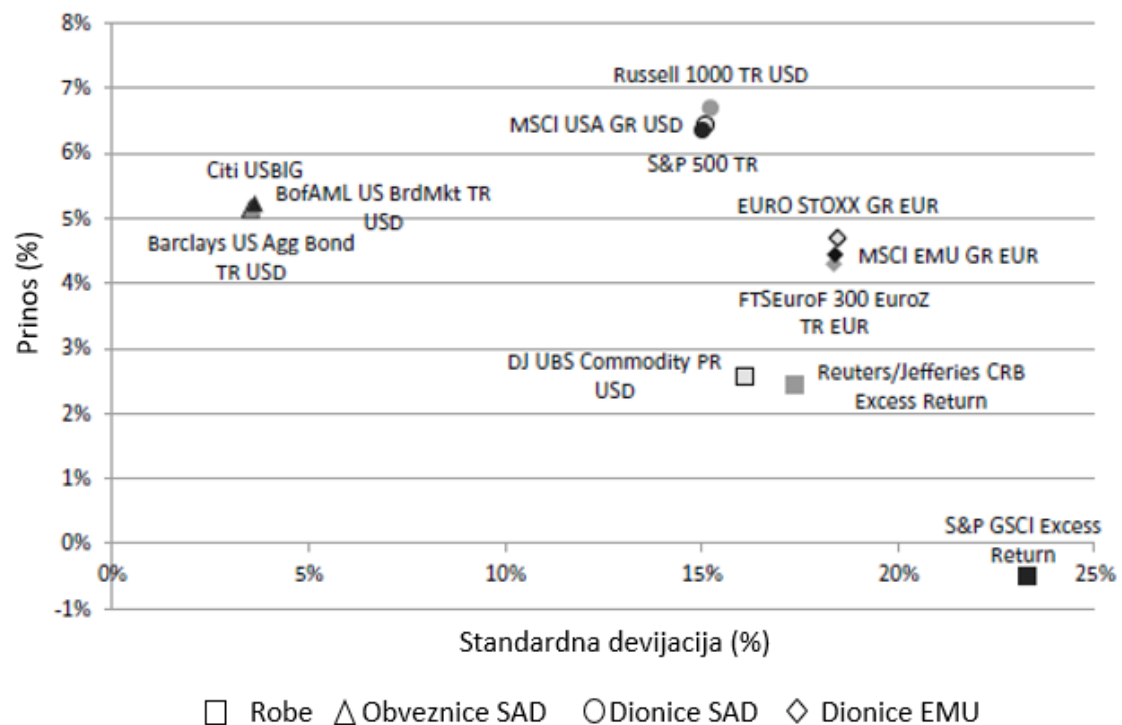 8%
7%
6%
5%
4%
3%
2%
1%
0%
-1%
Prinos (%)
Russell 1000 TR USD
MSCI USA GR USD
S&P 500 TR
Citi USBIG
BofAML US BrdMkt TR
USD
Barclays US Agg Bond
TR USD
EURO STOXX GR EUR
MSCI EMU GR EUR
FTSEuroF 300 EuroZ
TR EUR
DJ UBS Commodity PR
USD
Reuters/Jefferies CRB
Excess Return
S&P GSCI Excess
Return
0% 5% 10% 15% 20% 25%
Standardna devijacija (%)
Robe Obveznice SAD Dionice SAD Dionice EMU